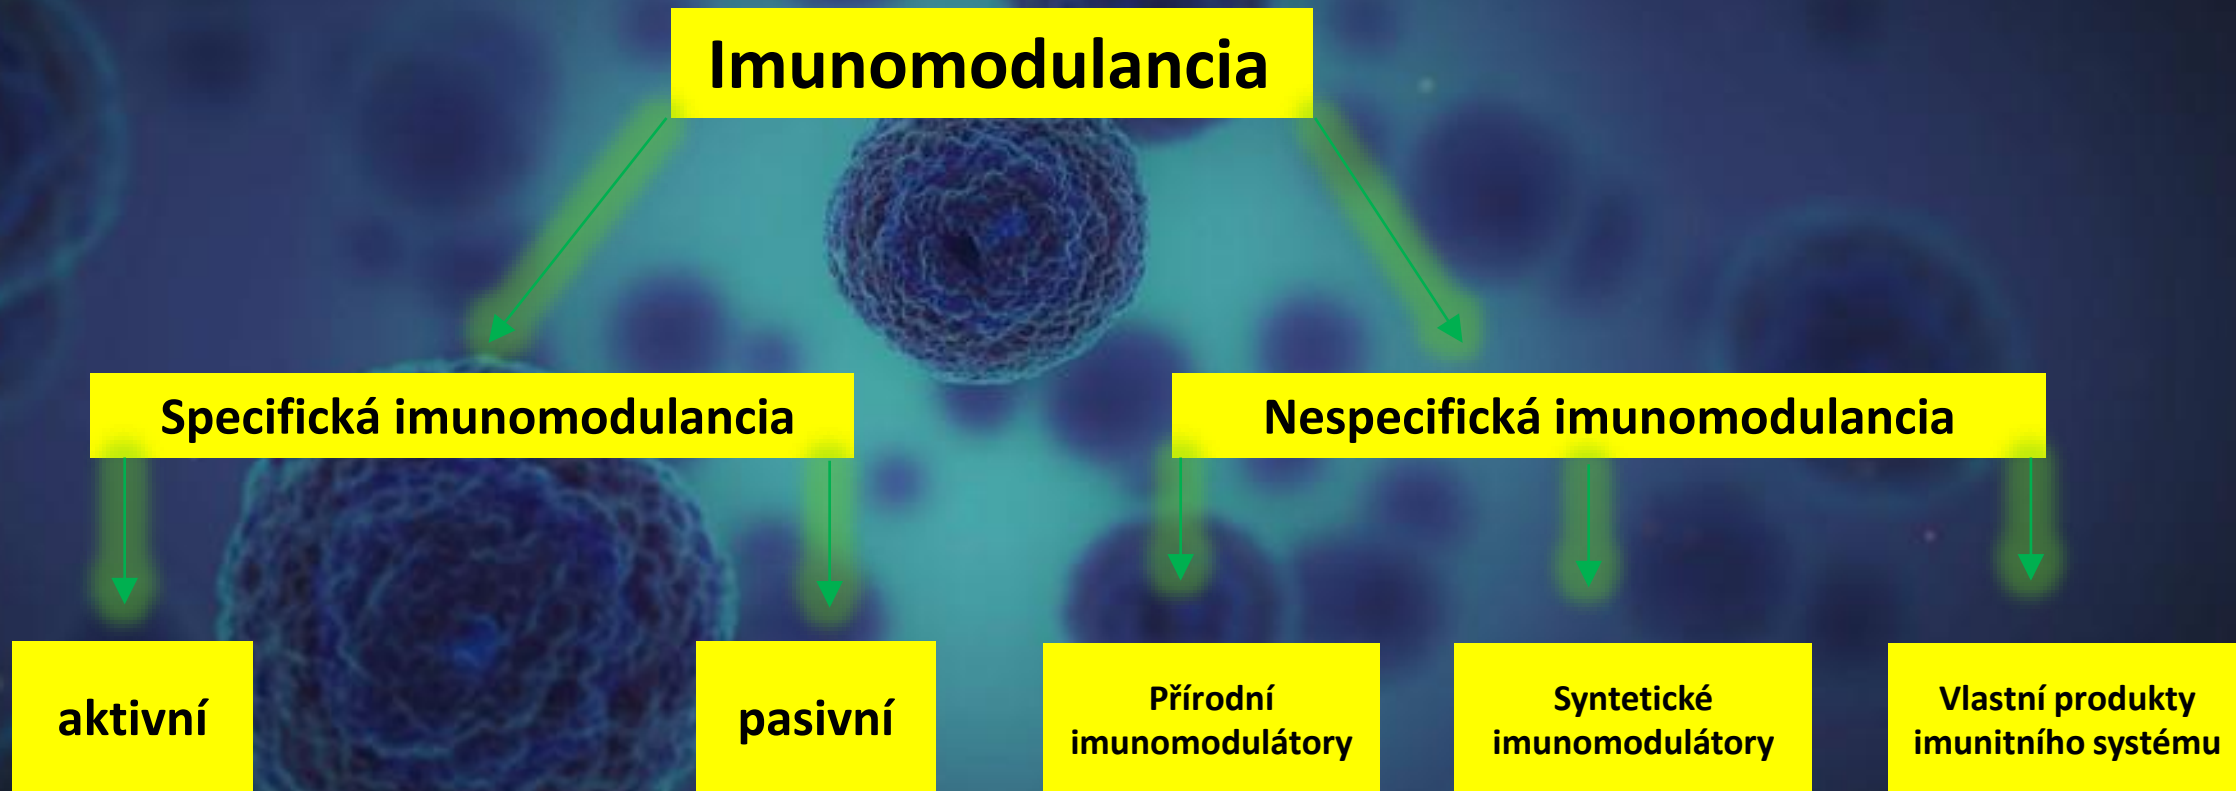 Imunomodulancia
Specifická imunomodulancia
Nespecifická imunomodulancia
aktivní
pasivní
Přírodní
imunomodulátory
Syntetické
imunomodulátory
Vlastní produkty
imunitního systému